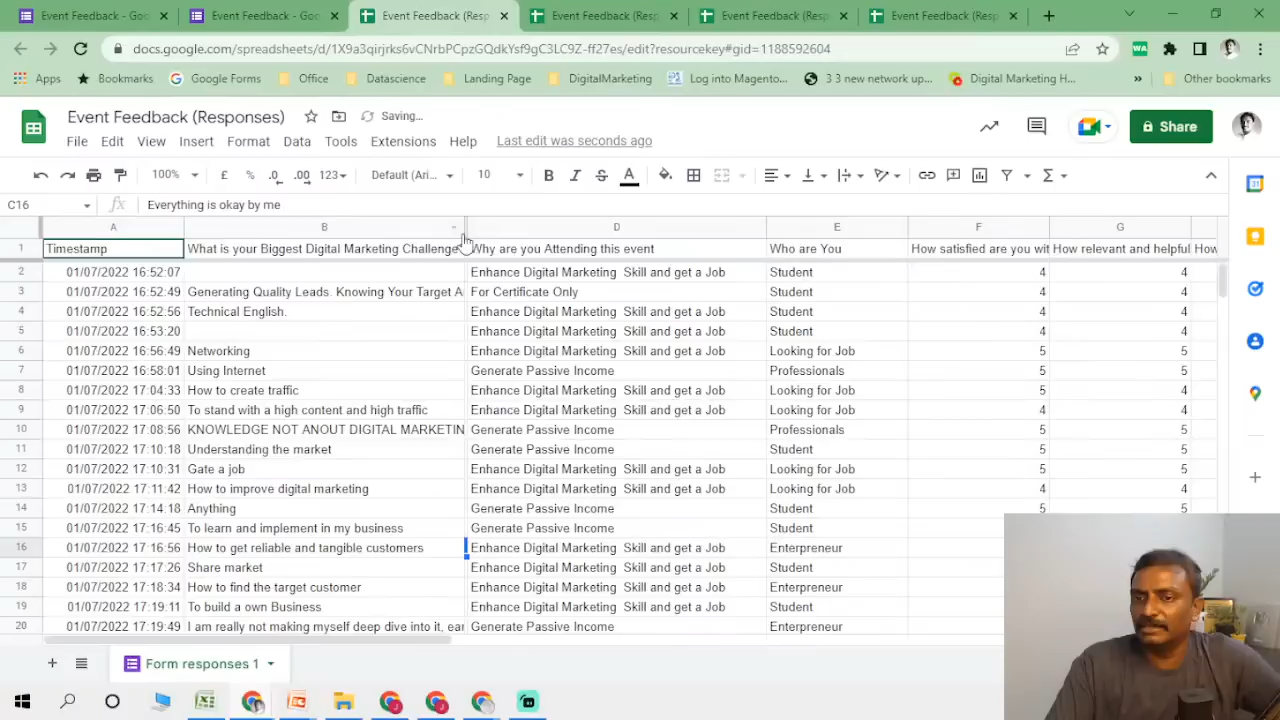 Event Feedback × Event Feedback × Event Feedback (Resp × Event Feedback (Resp × Event Feedback (Resp × Event Feedback (Resp × +
docs.google.com/spreadsheets/d/1X9a3qirjrks6vCNrbPCpzGQdkYsf9gC3LC9Z-ff27es/edit?resourcekey#gid=1188592604
Apps Bookmarks Google Forms Office Datascience Landing Page DigitalMarketing Log into Magento... 3 3 new network up... Digital Marketing H... » Other bookmarks
Event Feedback (Responses) Saving...
File Edit View Insert Format Data Tools Extensions Help Last edit was seconds ago
Share
100% £ % .0 .00 123 Default (Ari... 10 B I S A Σ
C16 fx Everything is okay by me
A B D E F G
1 Timestamp What is your Biggest Digital Marketing Challenge Why are you Attending this event Who are You How satisfied are you wit How relevant and helpful How
2 01/07/2022 16:52:07 Enhance Digital Marketing Skill and get a Job Student 4 4
3 01/07/2022 16:52:49 Generating Quality Leads. Knowing Your Target A For Certificate Only Student 4 4
4 01/07/2022 16:52:56 Technical English. Enhance Digital Marketing Skill and get a Job Student 4 4
5 01/07/2022 16:53:20 Enhance Digital Marketing Skill and get a Job Student 4 4
6 01/07/2022 16:56:49 Networking Enhance Digital Marketing Skill and get a Job Looking for Job 5 5
7 01/07/2022 16:58:01 Using Internet Generate Passive Income Professionals 5 5
8 01/07/2022 17:04:33 How to create traffic Enhance Digital Marketing Skill and get a Job Looking for Job 5 4
9 01/07/2022 17:06:50 To stand with a high content and high traffic Enhance Digital Marketing Skill and get a Job Looking for Job 4 4
10 01/07/2022 17:08:56 KNOWLEDGE NOT ANOUT DIGITAL MARKETIN Generate Passive Income Professionals 5 5
11 01/07/2022 17:10:18 Understanding the market Generate Passive Income Student 5 5
12 01/07/2022 17:10:31 Gate a job Enhance Digital Marketing Skill and get a Job Looking for Job 5 5
13 01/07/2022 17:11:42 How to improve digital marketing Enhance Digital Marketing Skill and get a Job Looking for Job 4 4
14 01/07/2022 17:14:18 Anything Generate Passive Income Student 5 5
15 01/07/2022 17:16:45 To learn and implement in my business Generate Passive Income Student
16 01/07/2022 17:16:56 How to get reliable and tangible customers Enhance Digital Marketing Skill and get a Job Enterpreneur
17 01/07/2022 17:17:26 Share market Enhance Digital Marketing Skill and get a Job Student
18 01/07/2022 17:18:34 How to find the target customer Enhance Digital Marketing Skill and get a Job Enterpreneur
19 01/07/2022 17:19:11 To build a own Business Enhance Digital Marketing Skill and get a Job Student
20 01/07/2022 17:19:49 I am really not making myself deep dive into it, ear Generate Passive Income Enterpreneur
+ Form responses 1